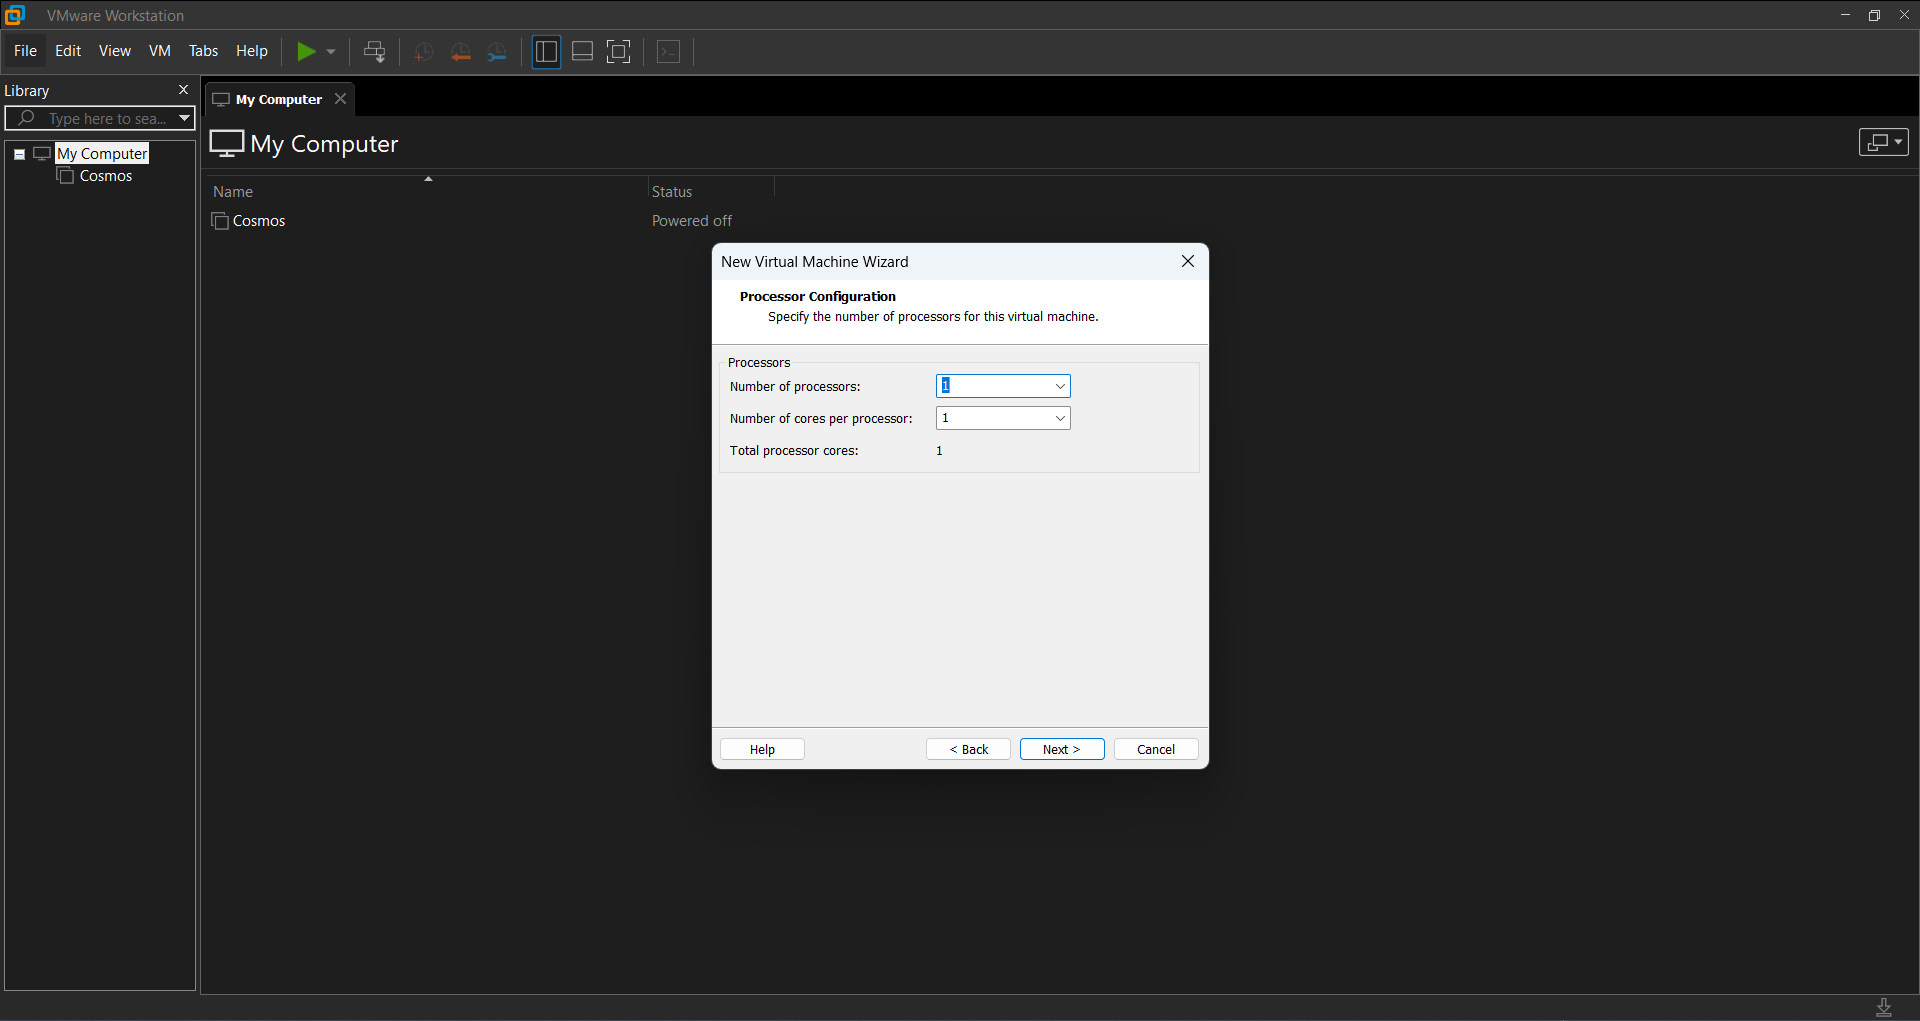 VMware Workstation
File Edit View VM Tabs Help
Library
My Computer
Type here to sea...
My Computer
My Computer
Cosmos
Name Status
Cosmos Powered off
New Virtual Machine Wizard
Processor Configuration
Specify the number of processors for this virtual machine.
Processors
Number of processors: 1
Number of cores per processor: 1
Total processor cores: 1
Help < Back Next > Cancel